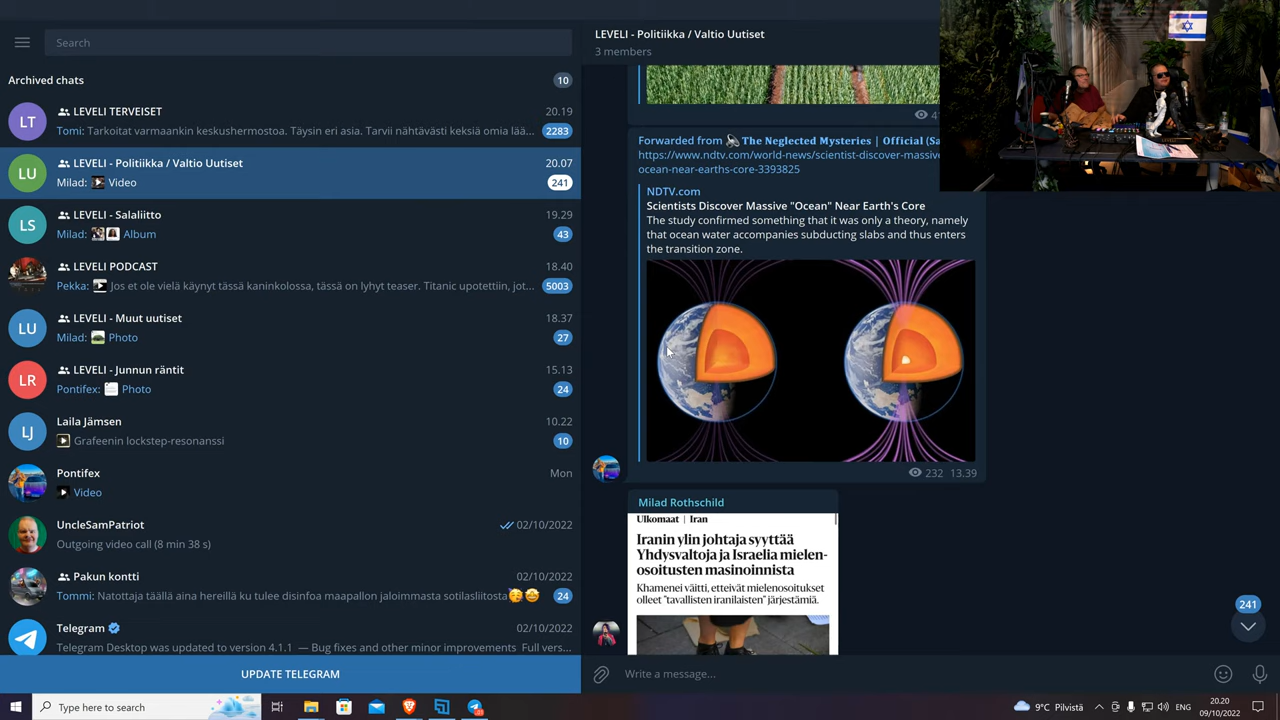 Search
Archived chats
10
LT
LEVELI TERVEISET
20.19
Tomi: Tarkoitat varmaankin keskushermostoa. Täysin eri asia. Tarvii nähtävästi keksiä omia lää...
2283
LU
LEVELI - Politiikka / Valtio Uutiset
20.07
Milad: Video
241
LS
LEVELI - Salaliitto
19.29
Milad: Album
43
LEVELI PODCAST
18.40
Pekka: Jos et ole vielä käynyt tässä kaninkolossa, tässä on lyhyt teaser. Titanic upotettiin, jot...
5003
LU
LEVELI - Muut uutiset
18.37
Milad: Photo
27
LR
LEVELI - Junnun räntit
15.13
Pontifex: Photo
24
LJ
Laila Jämsen
10.22
Grafeenin lockstep-resonanssi
10
Pontifex
Mon
Video
UncleSamPatriot
02/10/2022
Outgoing video call (8 min 38 s)
Pakun kontti
02/10/2022
Tommi: Natottaja täällä aina hereillä ku tulee disinfoa maapallon jaloimmasta sotilasliitosta🥳🤩
24
Telegram
02/10/2022
Telegram Desktop was updated to version 4.1.1 — Bug fixes and other minor improvements Full vers...
UPDATE TELEGRAM
LEVELI - Politiikka / Valtio Uutiset
3 members
Forwarded from The Neglected Mysteries | Official (Sa
https://www.ndtv.com/world-news/scientist-discover-massive
ocean-near-earths-core-3393825
NDTV.com
Scientists Discover Massive "Ocean" Near Earth's Core
The study confirmed something that it was only a theory, namely
that ocean water accompanies subducting slabs and thus enters
the transition zone.
232 13.39
Milad Rothschild
Ulkomaat | Iran
Iranin ylin johtaja syyttää
Yhdysvaltoja ja Israelia mielen-
osoitusten masinoinnista
Khamenei väitti, etteivät mielenosoitukset
olleet "tavallisten iranilaisten" järjestämiä.
241
Write a message...
Type here to search
23
9°C Pilvistä
ENG
20.20
09/10/2022